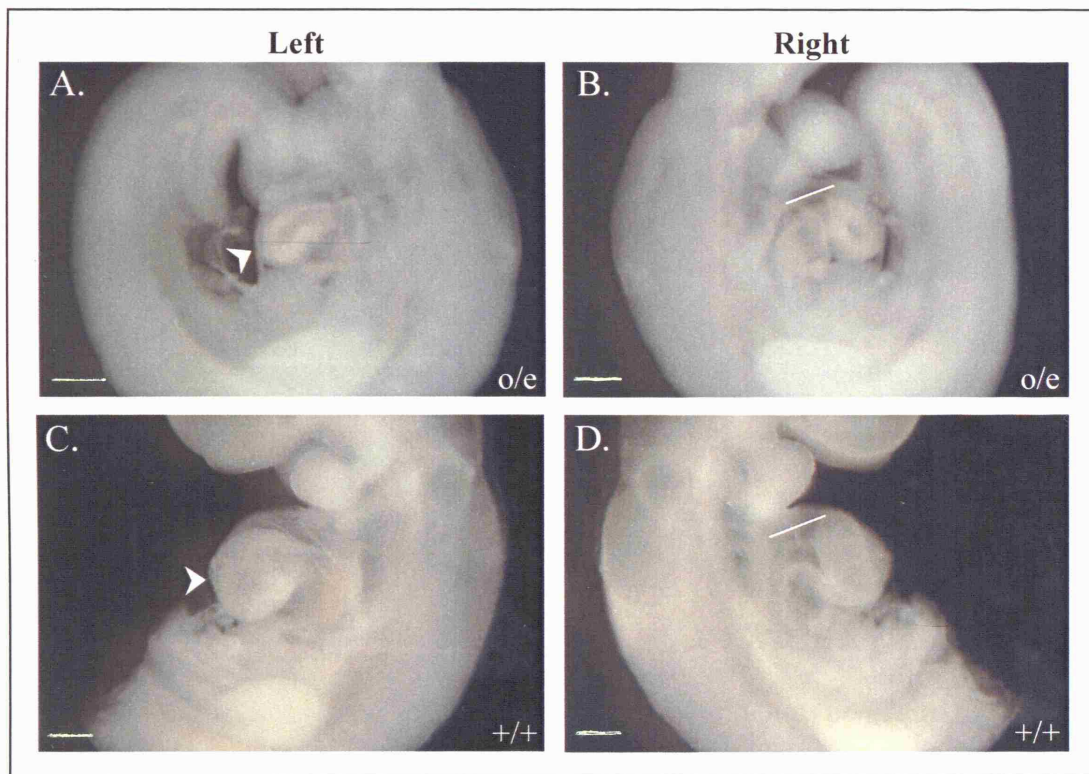 Left Right
A. B.
o/e o/e
C. D.
+/+ +/+